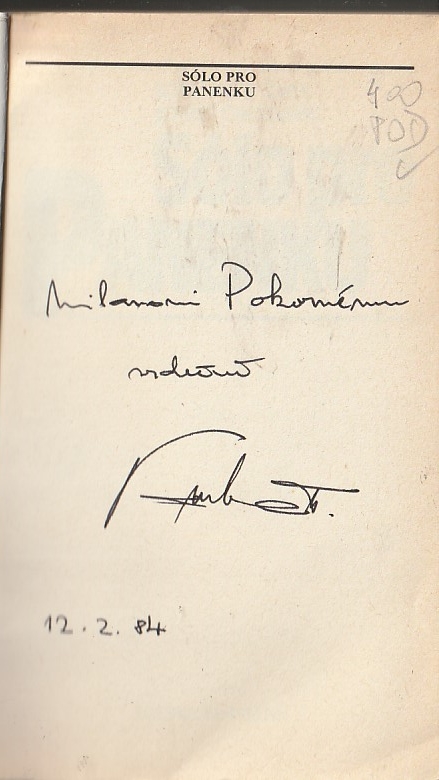 SÓLO PRO
PANENKU
400
POD
Milanovi Pokornému
srdečně
12. 2. 84